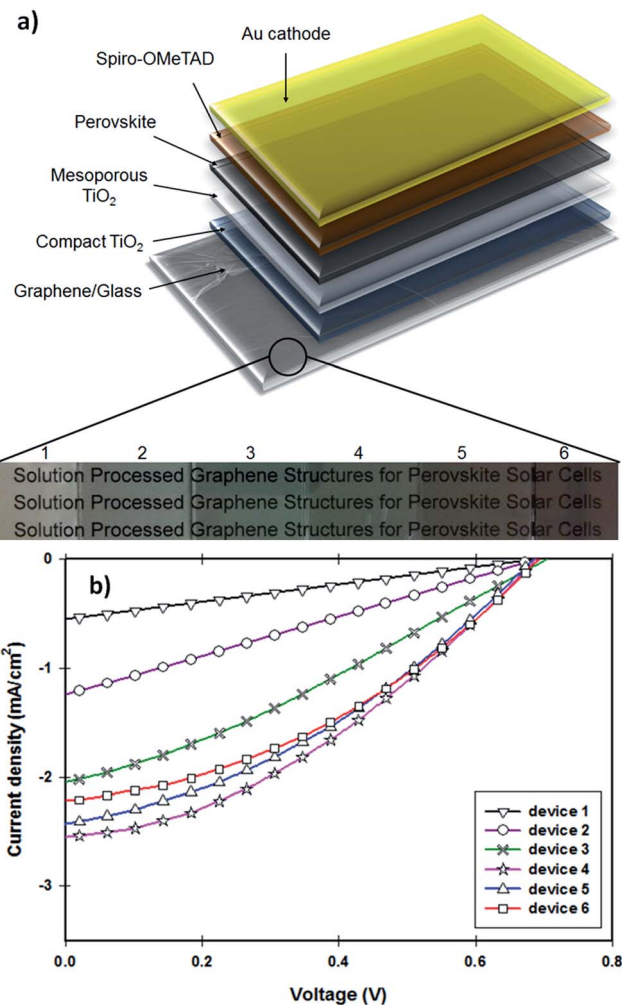 a)
Au cathode
Spiro-OMeTAD
Perovskite
Mesoporous
TiO2
Compact TiO2
Graphene/Glass
1 2 3 4 5 6
Solution Processed Graphene Structures for Perovskite Solar Cells
Solution Processed Graphene Structures for Perovskite Solar Cells
Solution Processed Graphene Structures for Perovskite Solar Cells
b)
0
-1
-2
-3
Current density (mA/cm2)
device 1
device 2
device 3
device 4
device 5
device 6
0.0 0.2 0.4 0.6 0.8
Voltage (V)